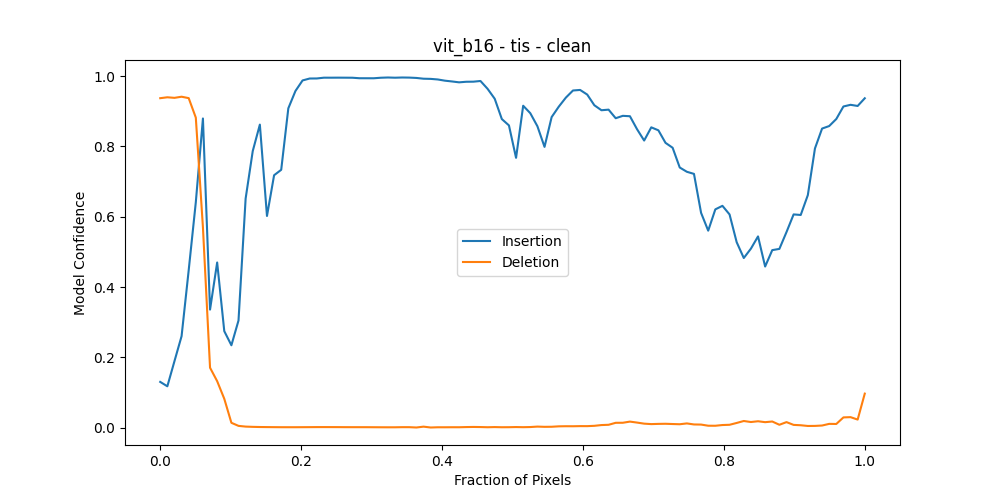 vit_b16 - tis - clean
1.0
0.8
0.6
0.4
0.2
0.0
Model Confidence
Insertion
Deletion
0.0 0.2 0.4 0.6 0.8 1.0
Fraction of Pixels